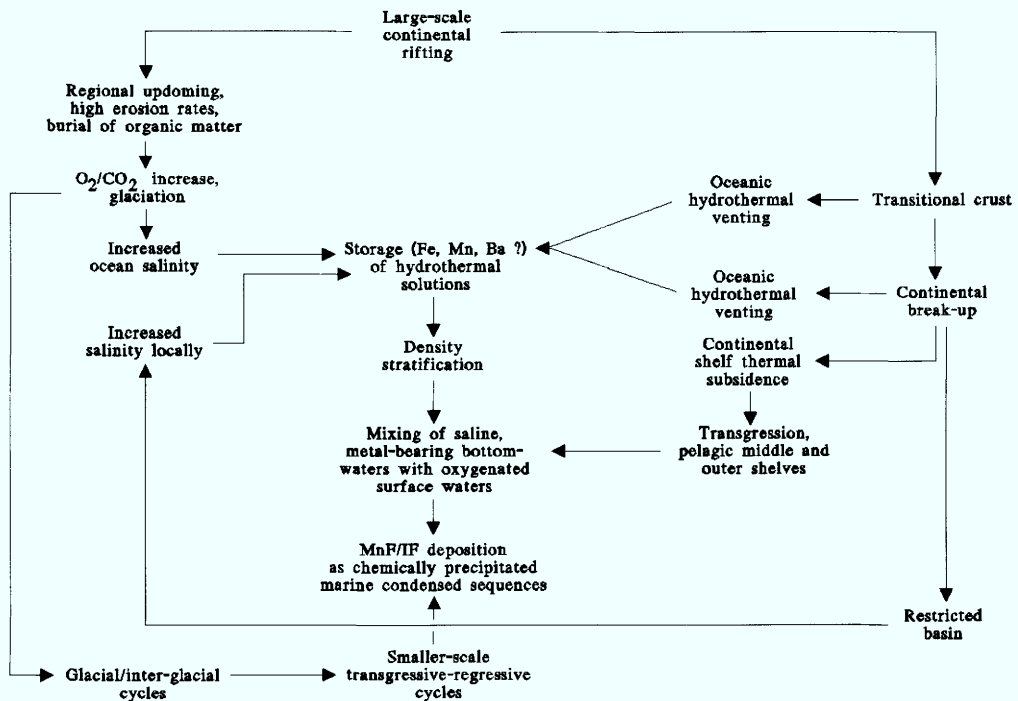 Large-scale
continental
rifting
Regional updoming,
high erosion rates,
burial of organic matter
O2/CO2 increase,
glaciation
Increased
ocean salinity
Increased
salinity locally
Storage (Fe, Mn, Ba ?)
of hydrothermal
solutions
Density
stratification
Mixing of saline,
metal-bearing bottom-
waters with oxygenated
surface waters
MnF/IF deposition
as chemically precipitated
marine condensed sequences
Oceanic
hydrothermal
venting
Transitional crust
Oceanic
hydrothermal
venting
Continental
break-up
Continental
shelf thermal
subsidence
Transgression,
pelagic middle and
outer shelves
Restricted
basin
Glacial/inter-glacial
cycles
Smaller-scale
transgressive-regressive
cycles